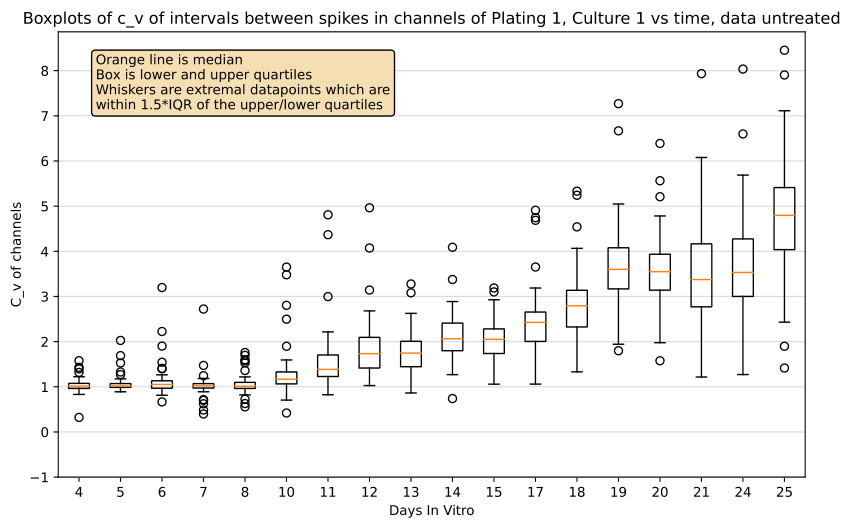 Boxplots of c_v of intervals between spikes in channels of Plating 1, Culture 1 vs time, data untreated
Orange line is median
Box is lower and upper quartiles
Whiskers are extremal datapoints which are
within 1.5*IQR of the upper/lower quartiles
C_v of channels
8
7
6
5
4
3
2
1
0
−1
4 5 6 7 8 10 11 12 13 14 15 17 18 19 20 21 24 25
Days In Vitro